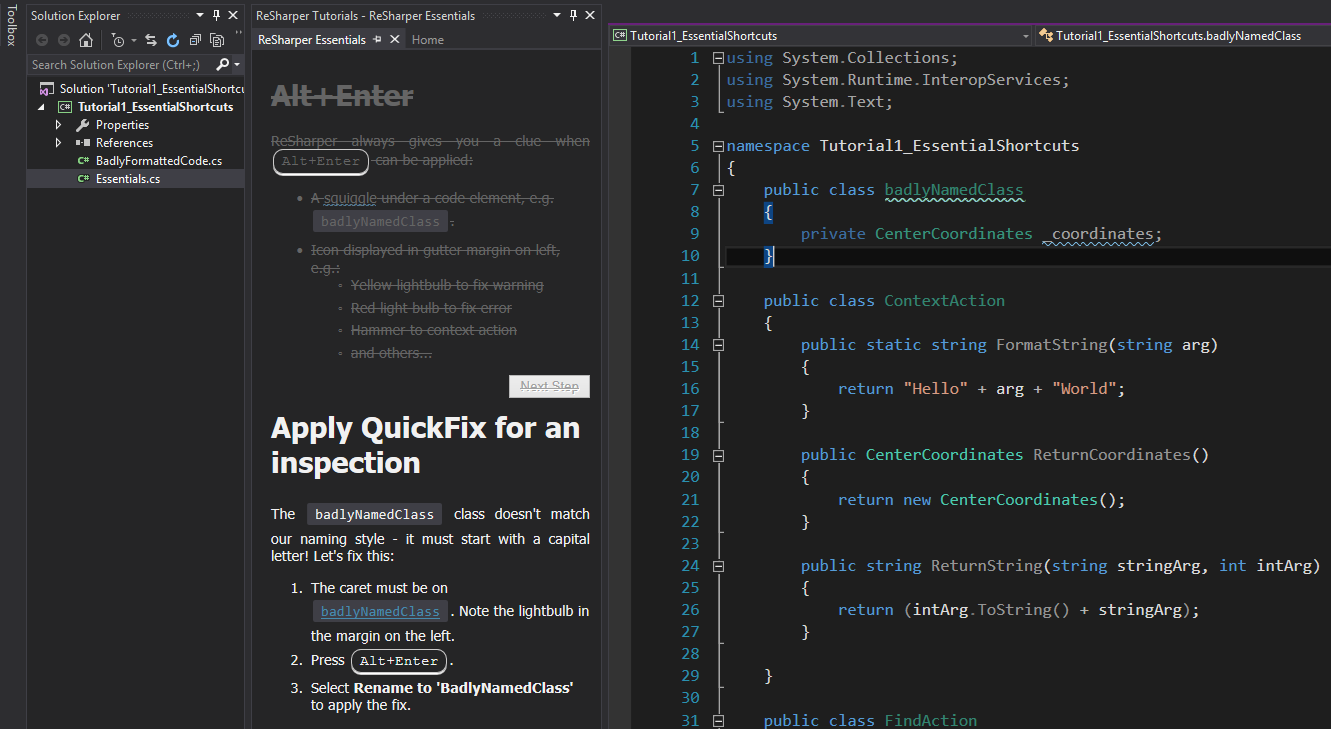 Toolbox
Solution Explorer
Search Solution Explorer (Ctrl+;)
Solution 'Tutorial1_EssentialShortcu
Tutorial1_EssentialShortcuts
Properties
References
C# BadlyFormattedCode.cs
C# Essentials.cs
ReSharper Tutorials - ReSharper Essentials
ReSharper Essentials Home
Alt+Enter
ReSharper always gives you a clue when
Alt+Enter can be applied:
• A squiggle under a code element, e.g.
badlyNamedClass .
• Icon displayed in gutter margin on left,
e.g.:
◦ Yellow lightbulb to fix warning
◦ Red light bulb to fix error
◦ Hammer to context action
◦ and others...
Next Step
Apply QuickFix for an
inspection
The badlyNamedClass class doesn't match
our naming style - it must start with a capital
letter! Let's fix this:
1. The caret must be on
badlyNamedClass . Note the lightbulb in
the margin on the left.
2. Press Alt+Enter .
3. Select Rename to 'BadlyNamedClass'
to apply the fix.
C# Tutorial1_EssentialShortcuts
Tutorial1_EssentialShortcuts.badlyNamedClass
1 using System.Collections;
2 using System.Runtime.InteropServices;
3 using System.Text;
4
5 namespace Tutorial1_EssentialShortcuts
6 {
7 public class badlyNamedClass
8 {
9 private CenterCoordinates _coordinates;
10 }
11
12 public class ContextAction
13 {
14 public static string FormatString(string arg)
15 {
16 return "Hello" + arg + "World";
17 }
18
19 public CenterCoordinates ReturnCoordinates()
20 {
21 return new CenterCoordinates();
22 }
23
24 public string ReturnString(string stringArg, int intArg)
25 {
26 return (intArg.ToString() + stringArg);
27 }
28
29 }
30
31 public class FindAction